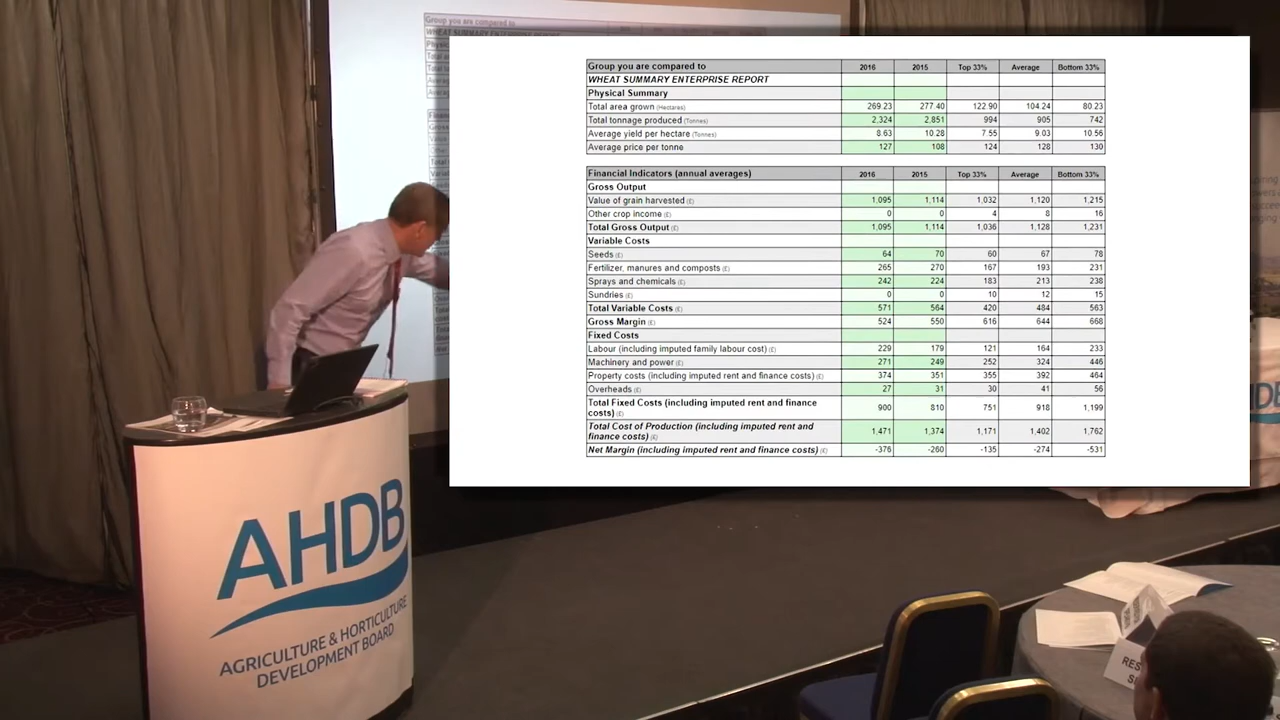 Group you are compared to 2016 2015 Top 33% Average Bottom 33%
WHEAT SUMMARY ENTERPRISE REPORT
Physical Summary
Total area grown (Hectares) 269.23 277.40 122.90 104.24 80.23
Total tonnage produced (Tonnes) 2,324 2,851 994 905 742
Average yield per hectare (Tonnes) 8.63 10.28 7.55 9.03 10.56
Average price per tonne 127 108 124 128 130
Financial Indicators (annual averages) 2016 2015 Top 33% Average Bottom 33%
Gross Output
Value of grain harvested (£) 1,095 1,114 1,032 1,120 1,215
Other crop income (£) 0 0 4 8 16
Total Gross Output (£) 1,095 1,114 1,036 1,128 1,231
Variable Costs
Seeds (£) 64 70 60 67 78
Fertilizer, manures and composts (£) 265 270 167 193 231
Sprays and chemicals (£) 242 224 183 213 238
Sundries (£) 0 0 10 12 15
Total Variable Costs (£) 571 564 420 484 563
Gross Margin (£) 524 550 616 644 668
Fixed Costs
Labour (including imputed family labour cost) (£) 229 179 121 164 233
Machinery and power (£) 271 249 252 324 446
Property costs (including imputed rent and finance costs) (£) 374 351 355 392 464
Overheads (£) 27 31 30 41 56
Total Fixed Costs (including imputed rent and finance
costs) (£) 900 810 751 918 1,199
Total Cost of Production (including imputed rent and
finance costs) (£) 1,471 1,374 1,171 1,402 1,762
Net Margin (including imputed rent and finance costs) (£) -376 -260 -135 -274 -531
Group you are compared to
AHDB
AGRICULTURE & HORTICULTURE
DEVELOPMENT BOARD